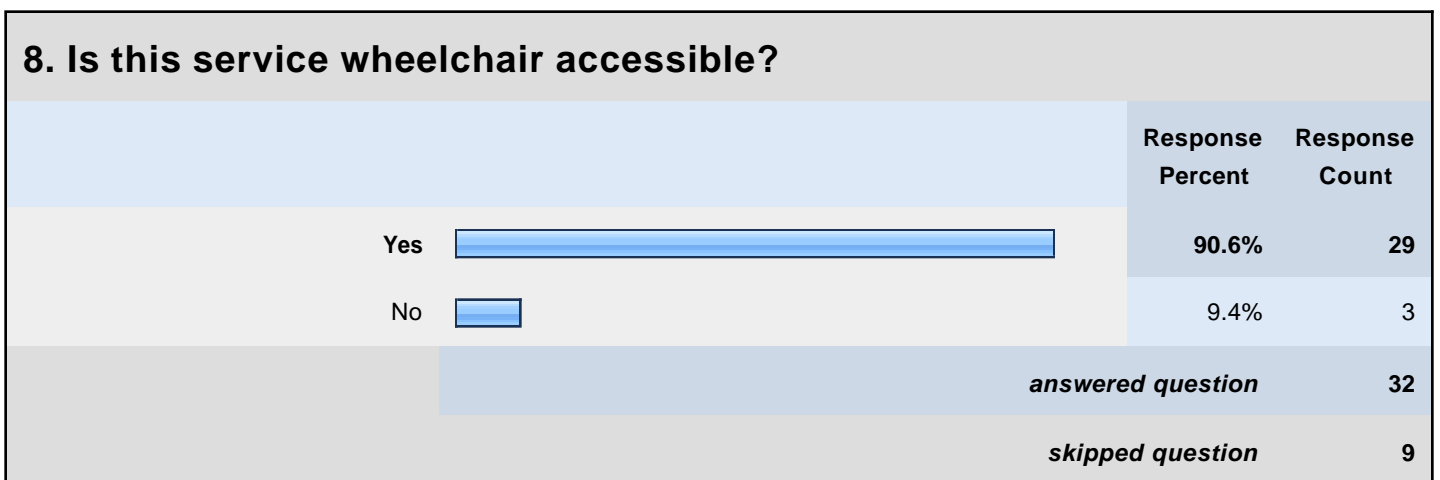 8. Is this service wheelchair accessible?
Response Percent Response Count
Yes 90.6% 29
No 9.4% 3
answered question 32
skipped question 9